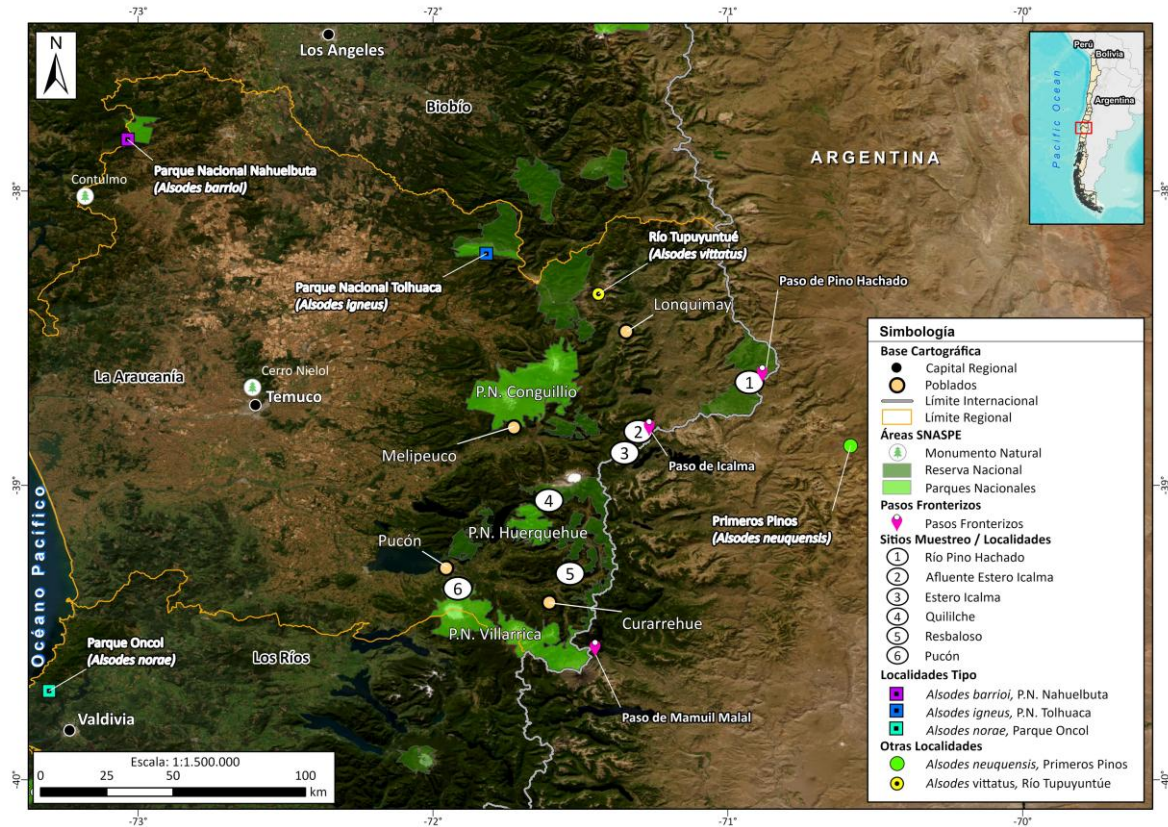 -73°
-72°
-71°
-70°
N
Los Angeles
Biobío
Perú
Bolivia
Argentina
Pacific Ocean
ARGENTINA
Parque Nacional Nahuelbuta
(Alsodes barrioi)
Contulmo
-38°
-38°
Río Tupuyuntué
(Alsodes vittatus)
Paso de Pino Hachado
Parque Nacional Tolhuaca
(Alsodes igneus)
Lonquimay
La Araucanía
Cerro Nielol
Temuco
P.N. Conguillio
1
2
3
Melipeuco
Paso de Icalma
-39°
-39°
4
P.N. Huerquehue
Primeros Pinos
(Alsodes neuquensis)
Pucón
5
6
Curarrehue
P.N. Villarrica
Océano Pacífico
Parque Oncol
(Alsodes norae)
Los Ríos
Paso de Mamuil Malal
Valdivia
Escala: 1:1.500.000
0 25 50 100
km
-40°
-40°
-73°
-72°
-71°
-70°
Simbología
Base Cartográfica
Capital Regional
Poblados
Límite Internacional
Límite Regional
Áreas SNASPE
Monumento Natural
Reserva Nacional
Parques Nacionales
Pasos Fronterizos
Pasos Fronterizos
Sitios Muestreo / Localidades
1 Río Pino Hachado
2 Afluente Estero Icalma
3 Estero Icalma
4 Quililche
5 Resbaloso
6 Pucón
Localidades Tipo
Alsodes barrioi, P.N. Nahuelbuta
Alsodes igneus, P.N. Tolhuaca
Alsodes norae, Parque Oncol
Otras Localidades
Alsodes neuquensis, Primeros Pinos
Alsodes vittatus, Río Tupuyuntúe